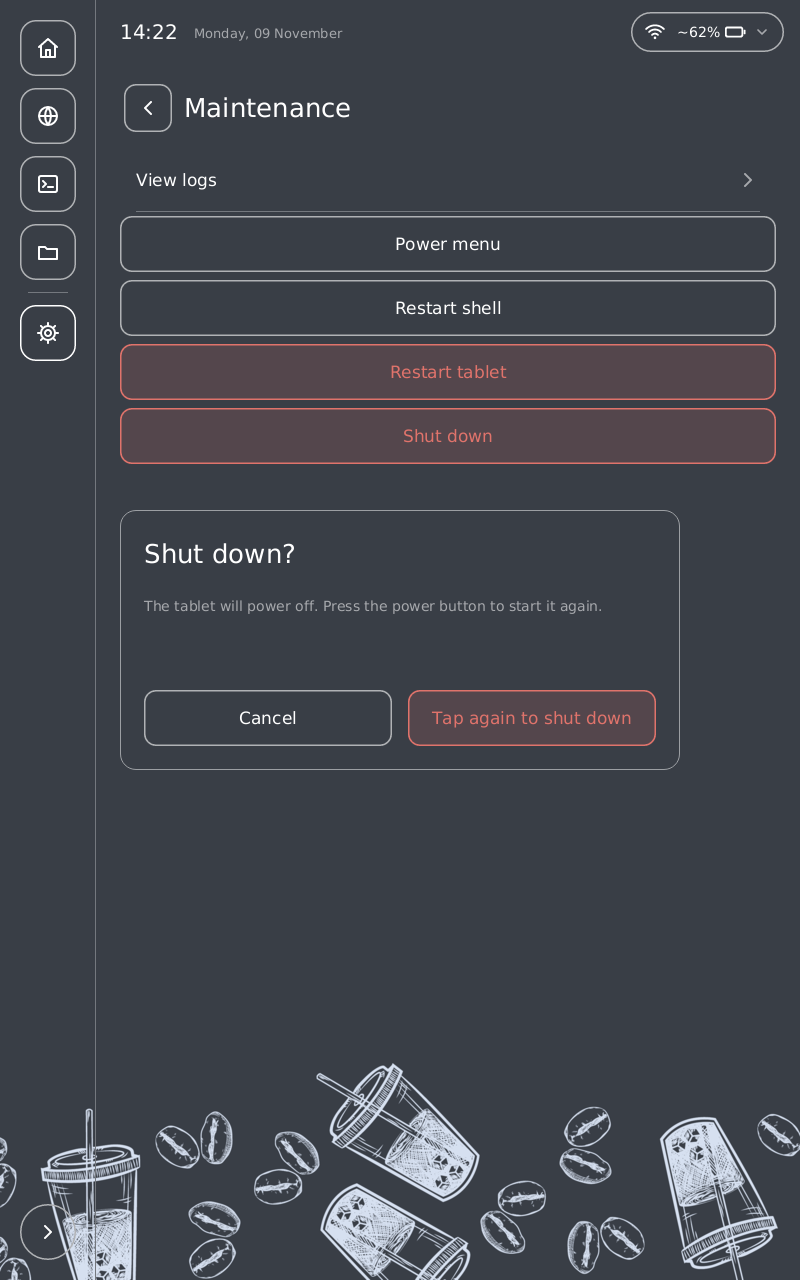 14:22 Monday, 09 November ~62%
Maintenance
View logs
Power menu
Restart shell
Restart tablet
Shut down
Shut down?
The tablet will power off. Press the power button to start it again.
Cancel Tap again to shut down